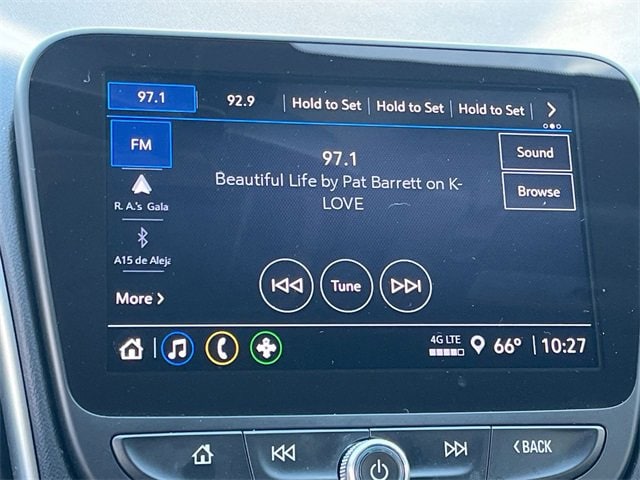 97.1 92.9 Hold to Set Hold to Set Hold to Set
FM
97.1
Sound
Beautiful Life by Pat Barrett on K-
LOVE
Browse
R. A.'s Gala
A15 de Aleja
Tune
More
4G LTE
66° 10:27
BACK